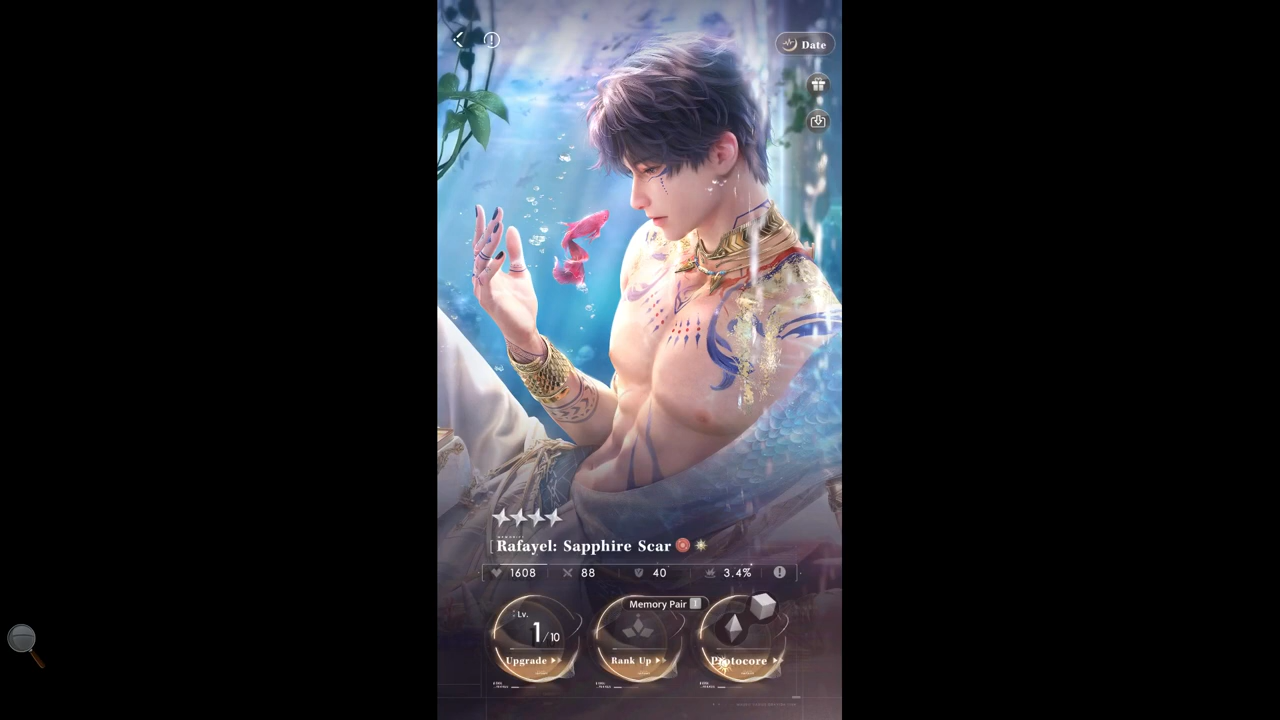 Date
Rafayel: Sapphire Scar
1608 88 40 3.4%
Memory Pair
Lv.
1/10
Upgrade
Rank Up
Protocore